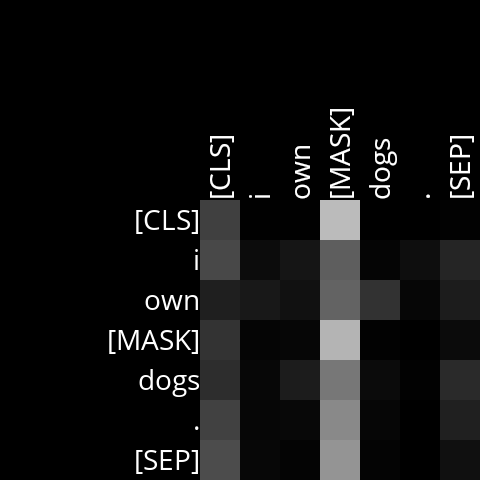 [CLS] i own [MASK] dogs . [SEP]
[CLS]
i
own
[MASK]
dogs
.
[SEP]